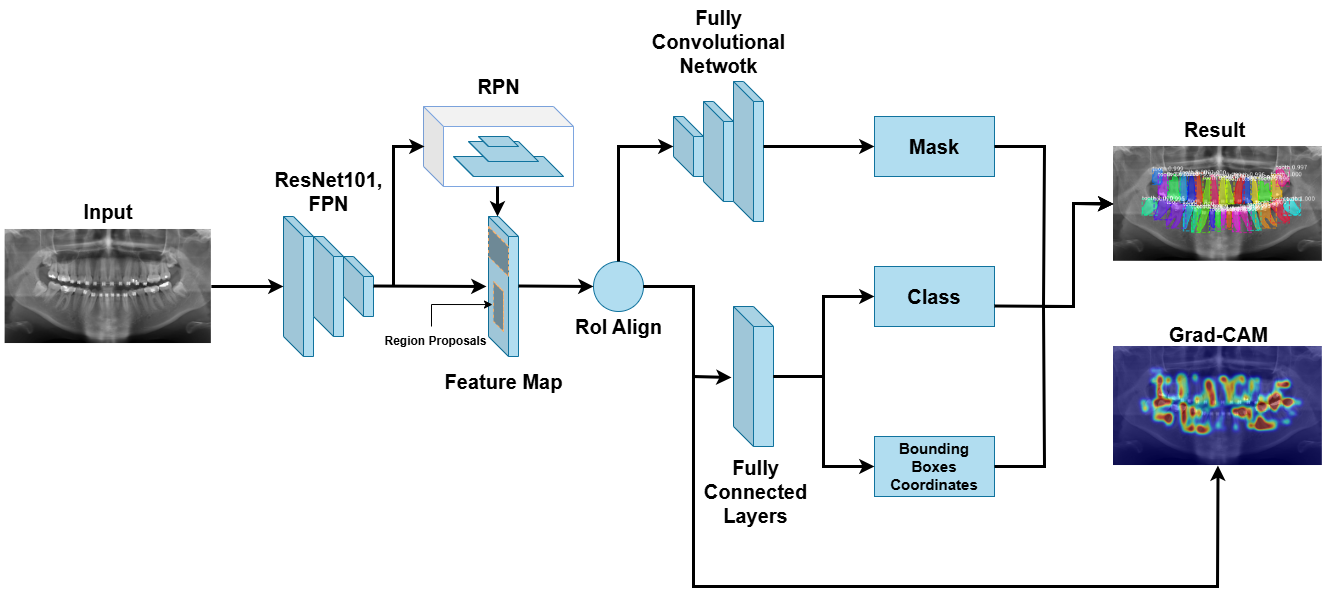 Fully
Convolutional
Netwotk
RPN
ResNet101,
FPN
Input
Mask
Result
Class
RoI Align
Region Proposals
Feature Map
Grad-CAM
Bounding
Boxes
Coordinates
Fully
Connected
Layers